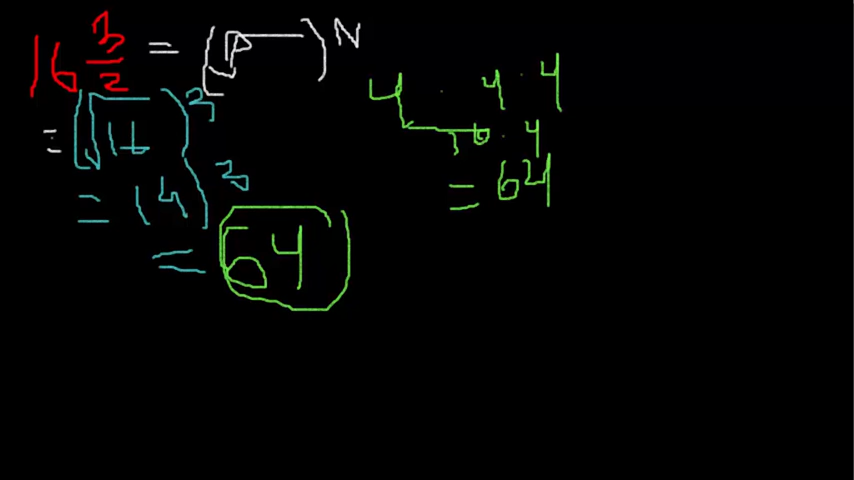 16 3/2 = (√ )ᴺ
= (√16)³
= (4)³
= 64
4 · 4 · 4
16 · 4
= 64